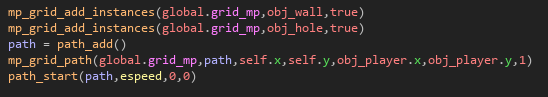 mp_grid_add_instances(global.grid_mp,obj_wall,true)
mp_grid_add_instances(global.grid_mp,obj_hole,true)
path = path_add()
mp_grid_path(global.grid_mp,path,self.x,self.y,obj_player.x,obj_player.y,1)
path_start(path,espeed,0,0)